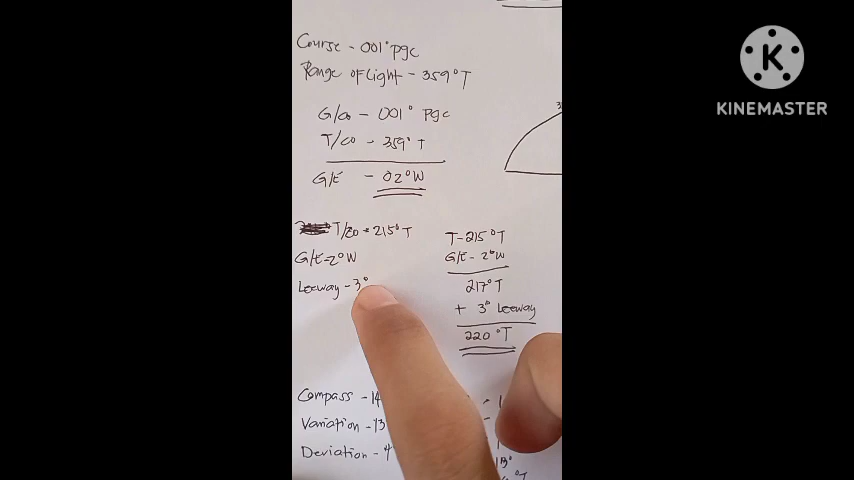 Course - 001° pgc
Range of Light - 359° T
G/co - 001° pgc
T/co - 359° T
G/E - 02° W
T/co = 215° T
G/E = 2° W
Leeway - 3°
T - 215° T
G/E - 2° W
217° T
+ 3° Leeway
220° T
Compass - 14
Variation - 13
Deviation - 4
K
KINEMASTER